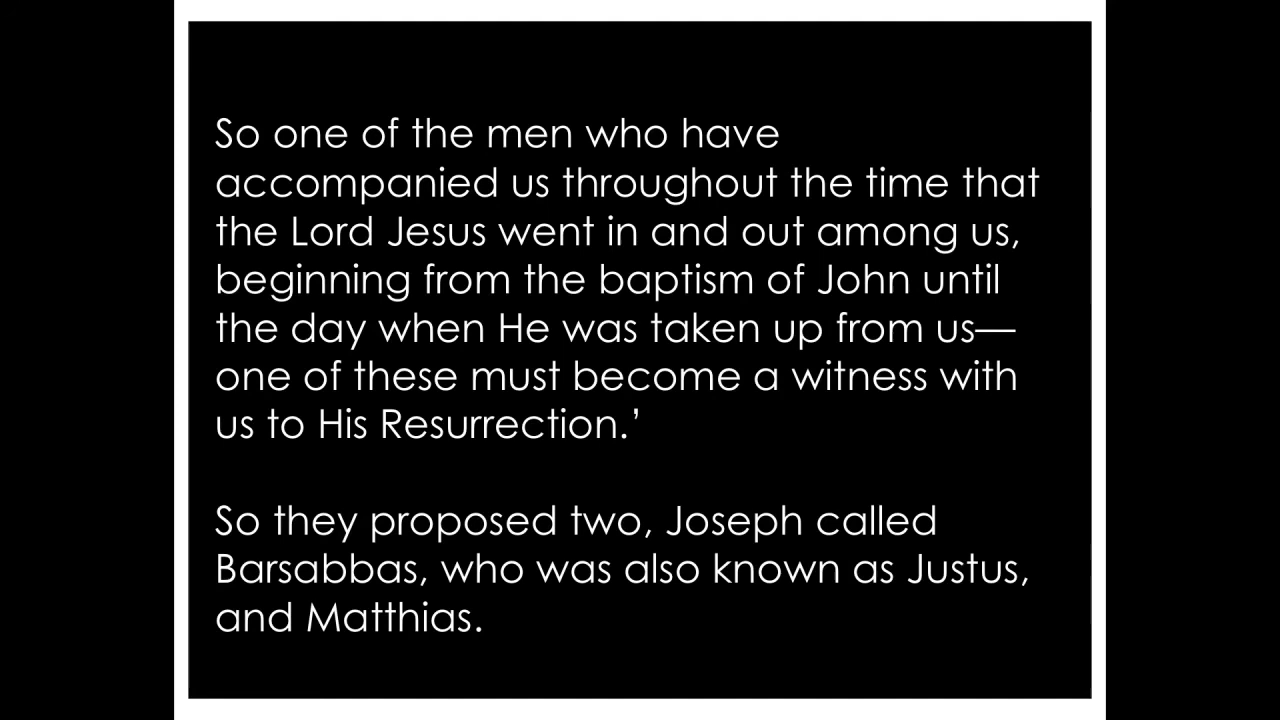 So one of the men who have
accompanied us throughout the time that
the Lord Jesus went in and out among us,
beginning from the baptism of John until
the day when He was taken up from us—
one of these must become a witness with
us to His Resurrection.’
So they proposed two, Joseph called
Barsabbas, who was also known as Justus,
and Matthias.